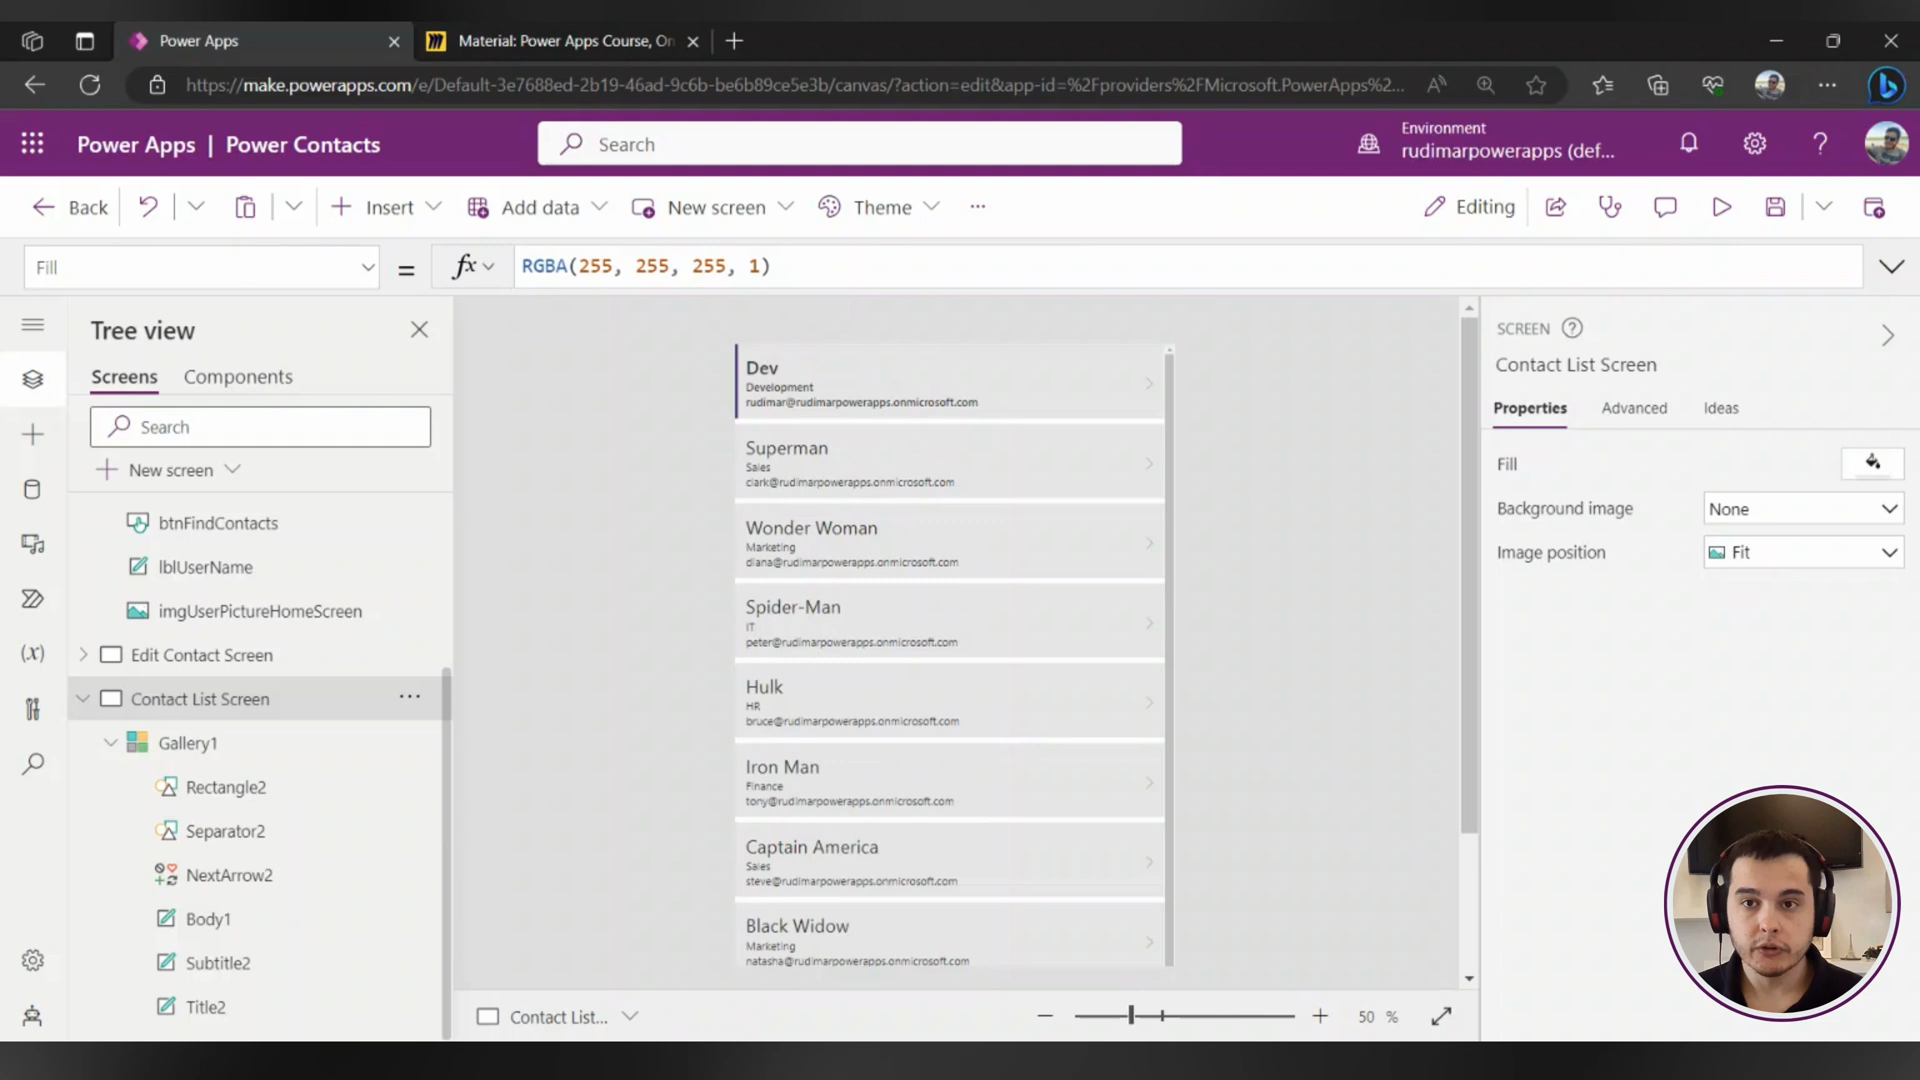 Power Apps
Material: Power Apps Course, On
https://make.powerapps.com/e/Default-3e7688ed-2b19-46ad-9c6b-be6b89ce5e3b/canvas/?action=edit&app-id=%2Fproviders%2FMicrosoft.PowerApps%2...
Power Apps | Power Contacts
Search
Environment
rudimarpowerapps (def...
Back
Insert
Add data
New screen
Theme
Editing
Fill
=
fx
RGBA(255, 255, 255, 1)
Tree view
Screens
Components
Search
New screen
btnFindContacts
lblUserName
imgUserPictureHomeScreen
Edit Contact Screen
Contact List Screen
Gallery1
Rectangle2
Separator2
NextArrow2
Body1
Subtitle2
Title2
Dev
Development
rudimar@rudimarpowerapps.onmicrosoft.com
Superman
Sales
clark@rudimarpowerapps.onmicrosoft.com
Wonder Woman
Marketing
diana@rudimarpowerapps.onmicrosoft.com
Spider-Man
IT
peter@rudimarpowerapps.onmicrosoft.com
Hulk
HR
bruce@rudimarpowerapps.onmicrosoft.com
Iron Man
Finance
tony@rudimarpowerapps.onmicrosoft.com
Captain America
Sales
steve@rudimarpowerapps.onmicrosoft.com
Black Widow
Marketing
natasha@rudimarpowerapps.onmicrosoft.com
Contact List...
50 %
SCREEN
Contact List Screen
Properties
Advanced
Ideas
Fill
Background image
None
Image position
Fit